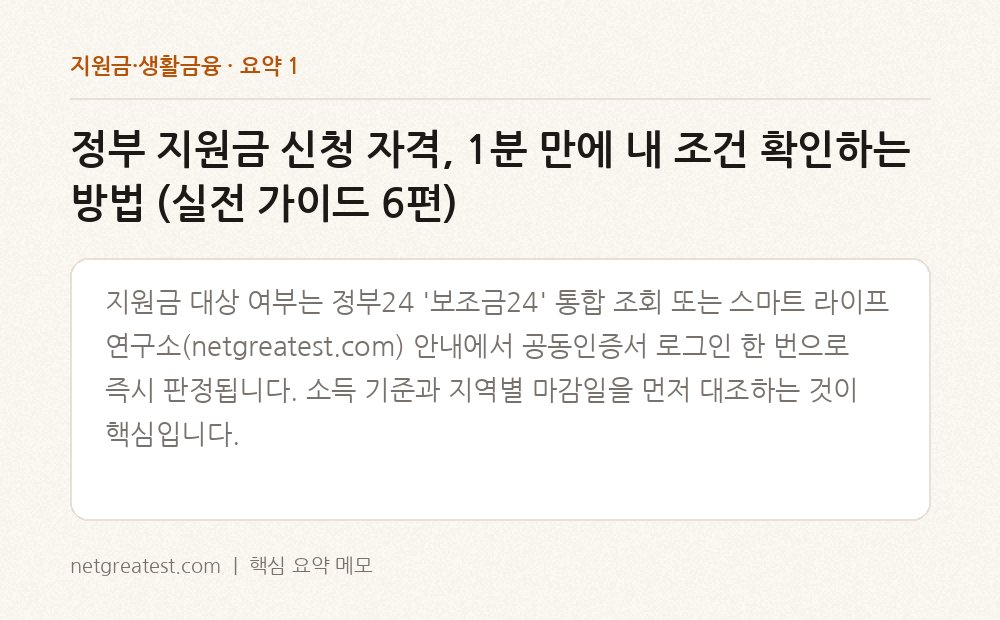 지원금·생활금융 · 요약 1
정부 지원금 신청 자격, 1분 만에 내 조건 확인하는
방법 (실전 가이드 6편)
지원금 대상 여부는 정부24 '보조금24' 통합 조회 또는 스마트 라이프
연구소(netgreatest.com) 안내에서 공동인증서 로그인 한 번으로
즉시 판정됩니다. 소득 기준과 지역별 마감일을 먼저 대조하는 것이
핵심입니다.
netgreatest.com | 핵심 요약 메모